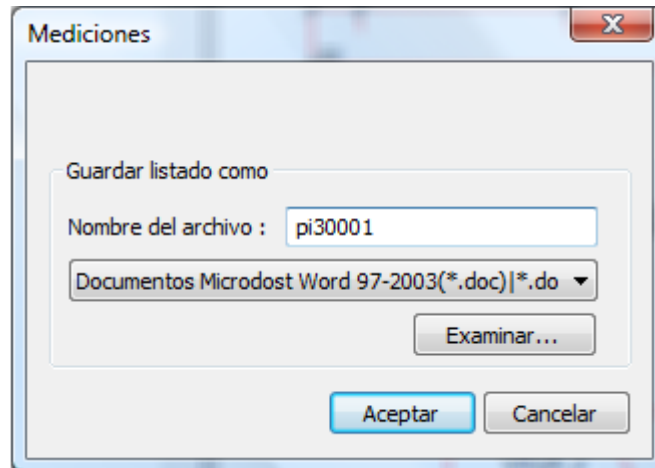 Mediciones
Guardar listado como
Nombre del archivo : pi30001
Documentos Microdost Word 97-2003(*.doc)|*.do
Examinar...
Aceptar Cancelar